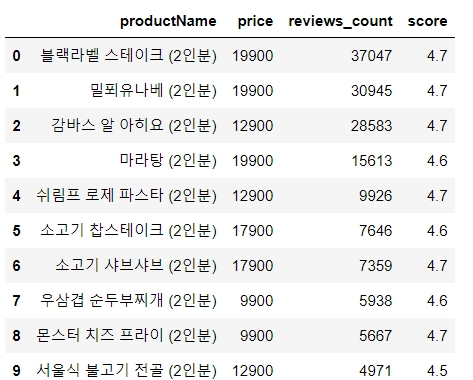 productName price reviews_count score
0 블랙라벨 스테이크 (2인분) 19900 37047 4.7
1 밀푀유나베 (2인분) 19900 30945 4.7
2 감바스 알 아히요 (2인분) 12900 28583 4.7
3 마라탕 (2인분) 19900 15613 4.6
4 쉬림프 로제 파스타 (2인분) 12900 9926 4.7
5 소고기 찹스테이크 (2인분) 17900 7646 4.6
6 소고기 샤브샤브 (2인분) 17900 7359 4.7
7 우삼겹 순두부찌개 (2인분) 9900 5938 4.6
8 몬스터 치즈 프라이 (2인분) 9900 5667 4.7
9 서울식 불고기 전골 (2인분) 12900 4971 4.5